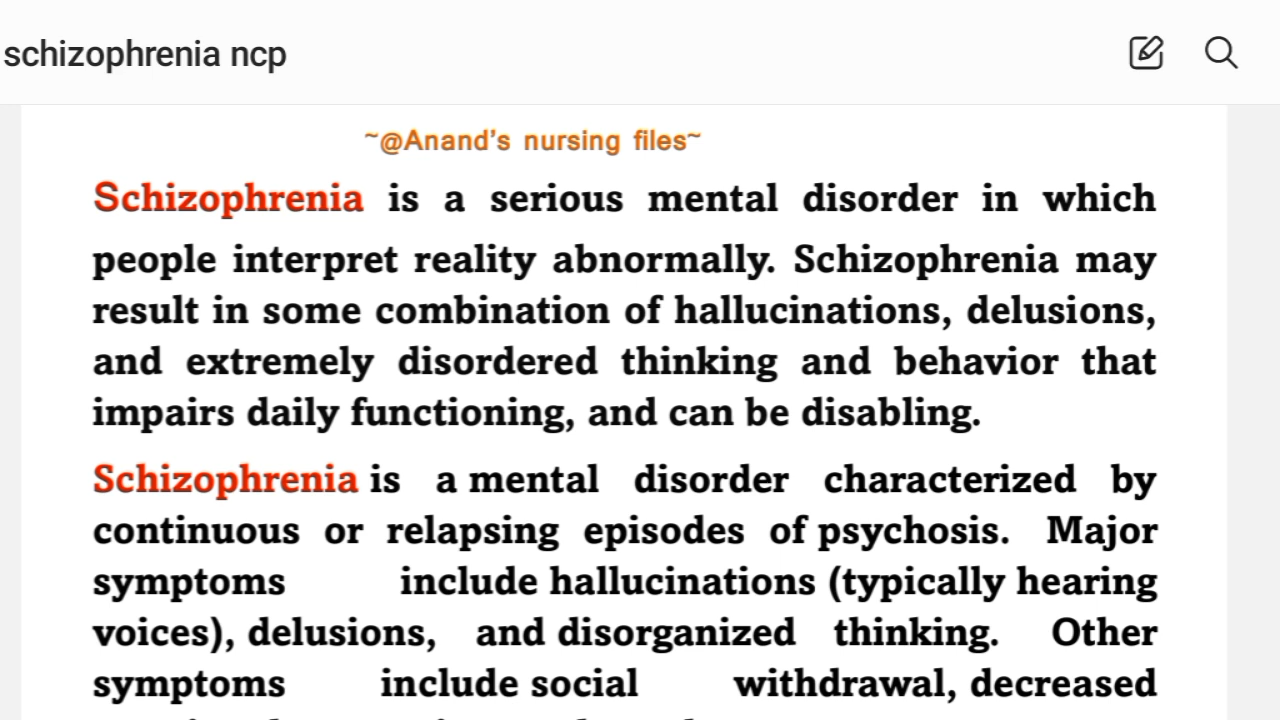 schizophrenia ncp
~@Anand's nursing files~
Schizophrenia is a serious mental disorder in which
people interpret reality abnormally. Schizophrenia may
result in some combination of hallucinations, delusions,
and extremely disordered thinking and behavior that
impairs daily functioning, and can be disabling.
Schizophrenia is a mental disorder characterized by
continuous or relapsing episodes of psychosis. Major
symptoms include hallucinations (typically hearing
voices), delusions, and disorganized thinking. Other
symptoms include social withdrawal, decreased